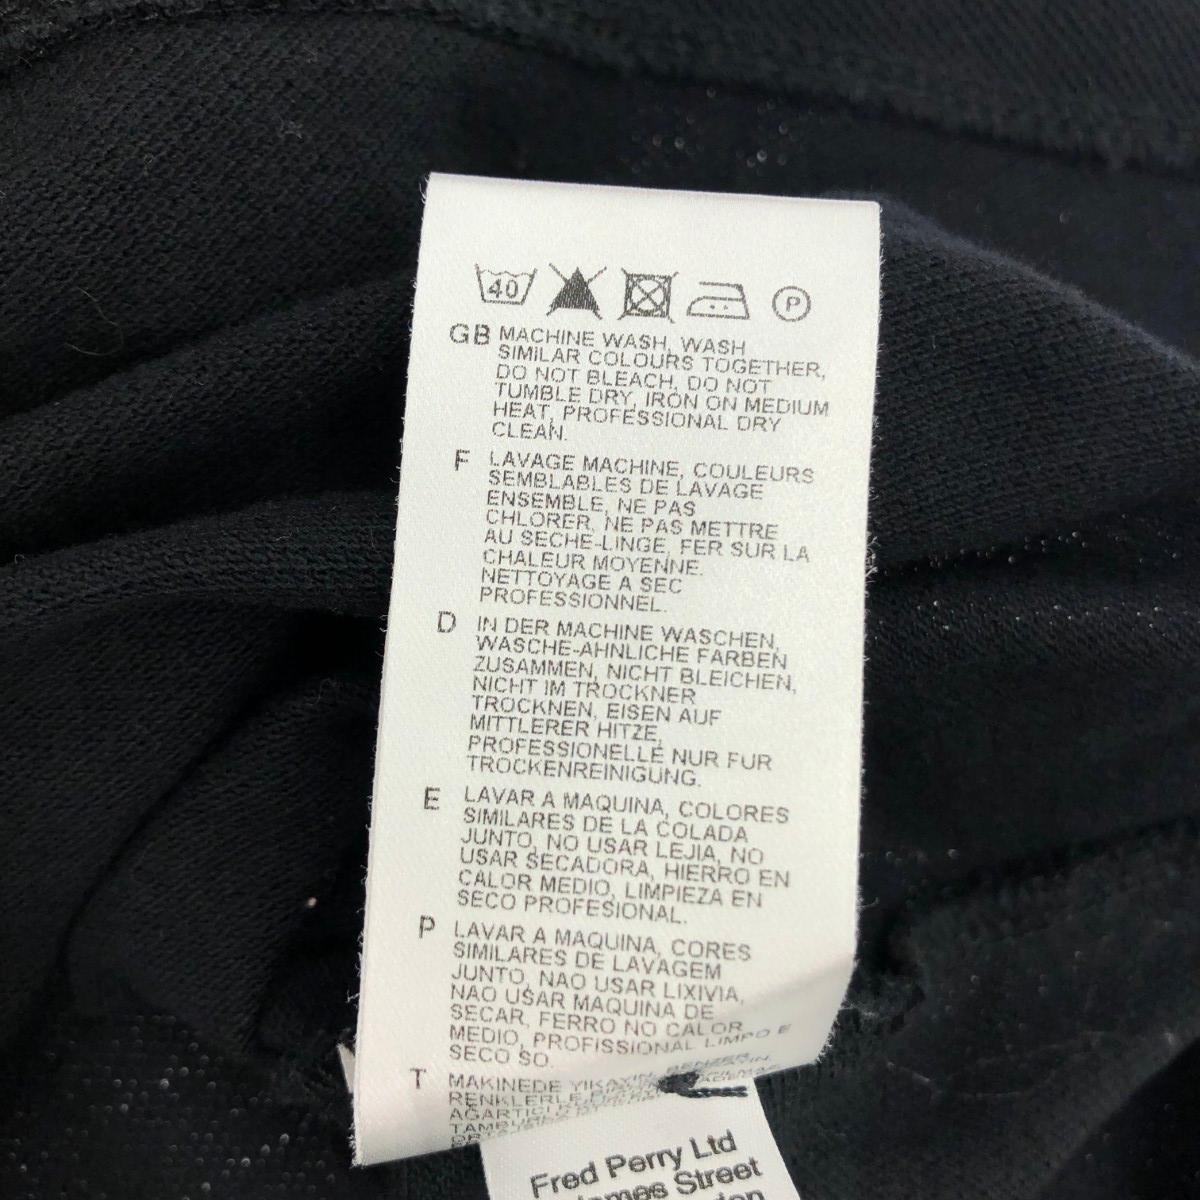 40 P
GB MACHINE WASH, WASH
SIMILAR COLOURS TOGETHER,
DO NOT BLEACH, DO NOT
TUMBLE DRY, IRON ON MEDIUM
HEAT, PROFESSIONAL DRY
CLEAN.
F LAVAGE MACHINE, COULEURS
SEMBLABLES DE LAVAGE
ENSEMBLE, NE PAS
CHLORER, NE PAS METTRE
AU SECHE-LINGE, FER SUR LA
CHALEUR MOYENNE.
NETTOYAGE A SEC
PROFESSIONNEL.
D IN DER MACHINE WASCHEN,
WASCHE-AHNLICHE FARBEN
ZUSAMMEN, NICHT BLEICHEN,
NICHT IM TROCKNER
TROCKNEN, EISEN AUF
MITTLERER HITZE,
PROFESSIONELLE NUR FUR
TROCKENREINIGUNG.
E LAVAR A MAQUINA, COLORES
SIMILARES DE LA COLADA
JUNTO, NO USAR LEJIA, NO
USAR SECADORA, HIERRO EN
CALOR MEDIO, LIMPIEZA EN
SECO PROFESIONAL.
P LAVAR A MAQUINA, CORES
SIMILARES DE LAVAGEM
JUNTO, NAO USAR LIXIVIA,
NAO USAR MAQUINA DE
SECAR, FERRO NO CALOR
MEDIO, PROFISSIONAL LIMPO E
SECO SO.
T MAKINEDE YIKAYIN, BENZER
RENKLERLE
AGARTICI
Fred Perry Ltd
James Street